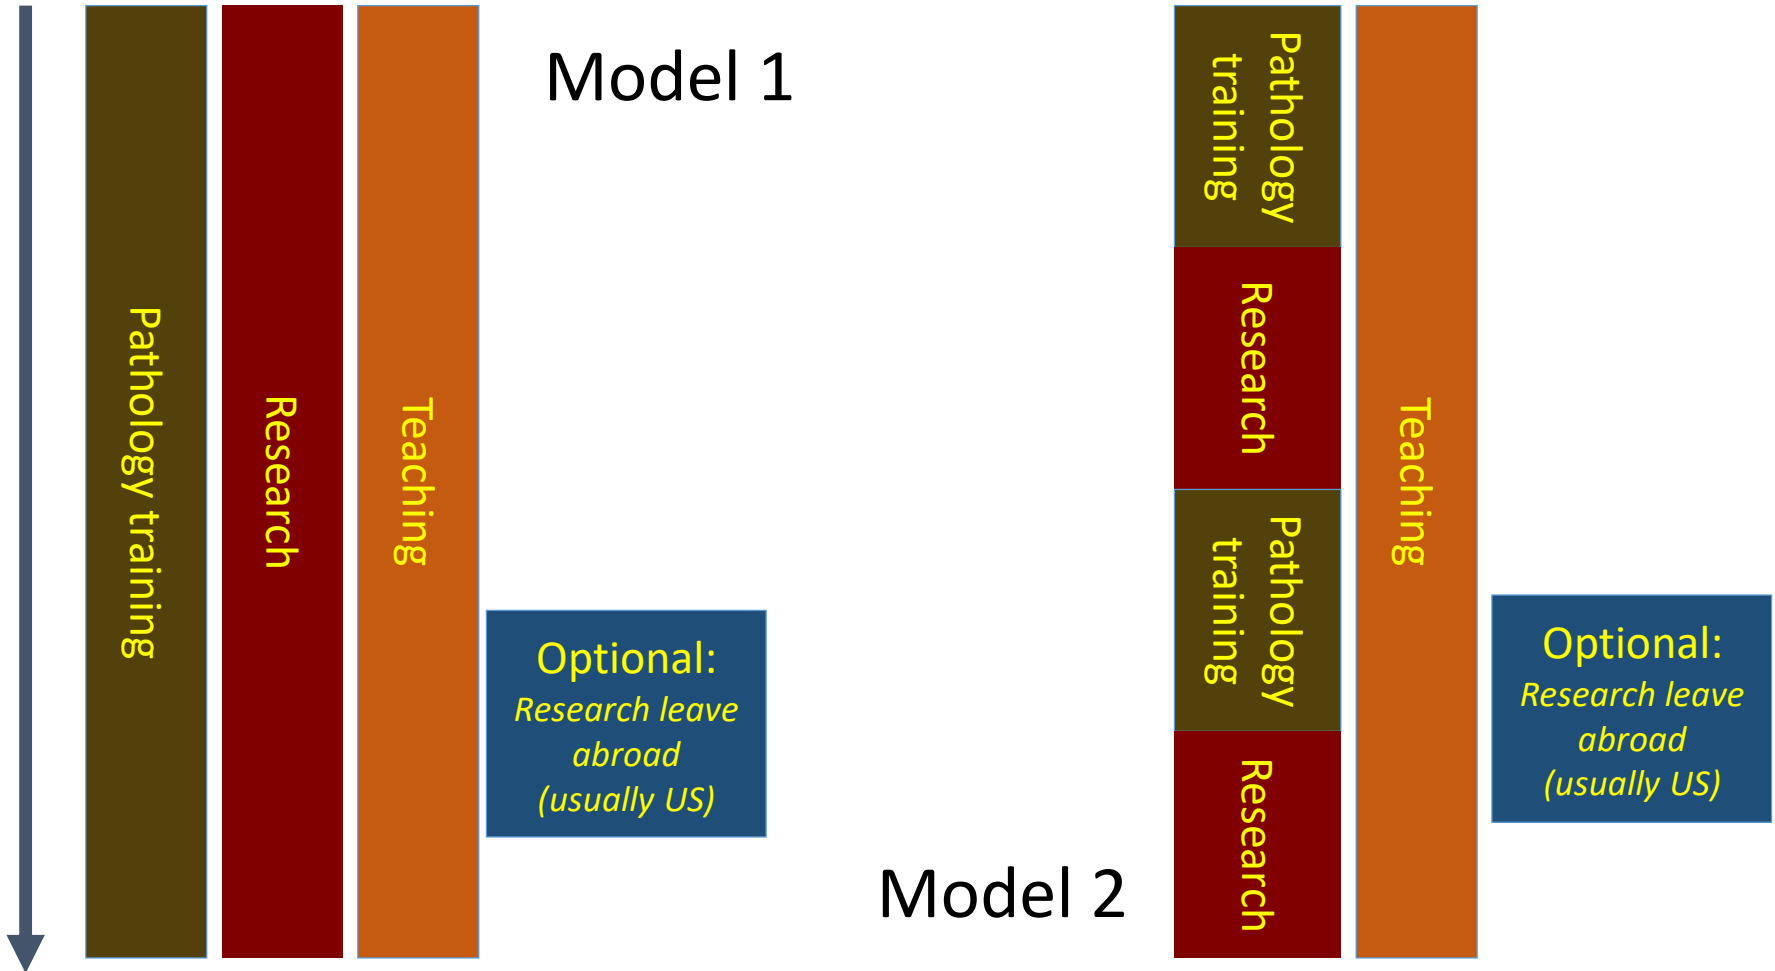 Model 1
Pathology training
Research
Teaching
Optional:
Research leave
abroad
(usually US)
Model 2
Pathology
training
Research
Pathology
training
Research
Teaching
Optional:
Research leave
abroad
(usually US)